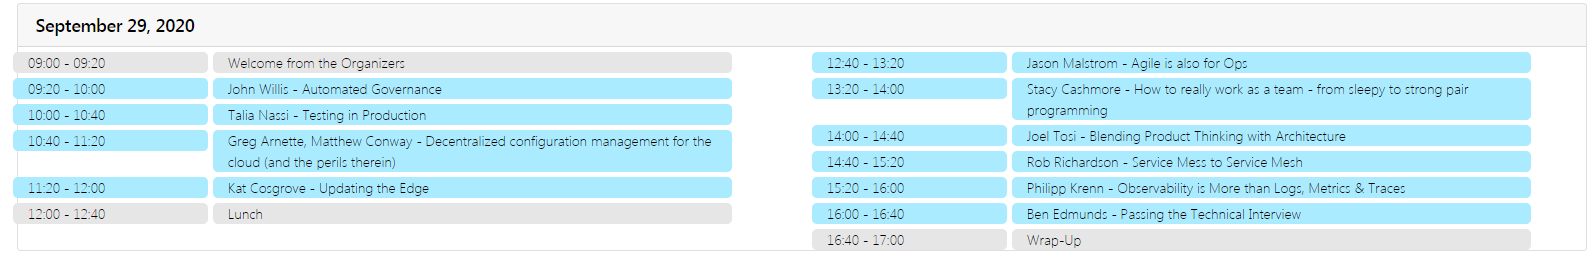 September 29, 2020
09:00 - 09:20 Welcome from the Organizers
09:20 - 10:00 John Willis - Automated Governance
10:00 - 10:40 Talia Nassi - Testing in Production
10:40 - 11:20 Greg Arnette, Matthew Conway - Decentralized configuration management for the
cloud (and the perils therein)
11:20 - 12:00 Kat Cosgrove - Updating the Edge
12:00 - 12:40 Lunch
12:40 - 13:20 Jason Malstrom - Agile is also for Ops
13:20 - 14:00 Stacy Cashmore - How to really work as a team - from sleepy to strong pair
programming
14:00 - 14:40 Joel Tosi - Blending Product Thinking with Architecture
14:40 - 15:20 Rob Richardson - Service Mess to Service Mesh
15:20 - 16:00 Philipp Krenn - Observability is More than Logs, Metrics & Traces
16:00 - 16:40 Ben Edmunds - Passing the Technical Interview
16:40 - 17:00 Wrap-Up